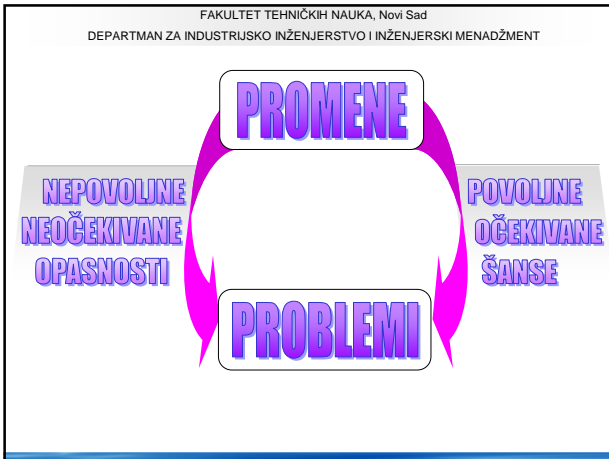 FAKULTET TEHNIČKIH NAUKA, Novi Sad
DEPARTMAN ZA INDUSTRIJSKO INŽENJERSTVO I INŽENJERSKI MENADŽMENT
PROMENE
NEPOVOLJNE
NEOČEKIVANE
OPASNOSTI
POVOLJNE
OČEKIVANE
ŠANSE
PROBLEMI